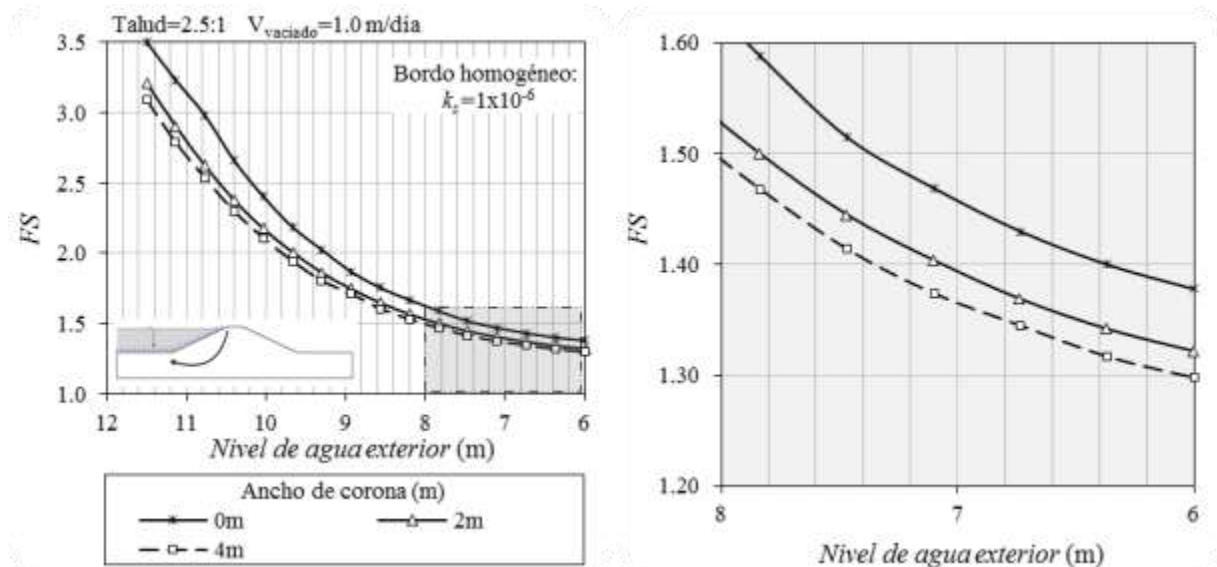 Talud=2.5:1 V_vaciado=1.0 m/día
3.5
3.0
2.5
2.0
1.5
1.0
FS
Bordo homogéneo:
k_s=1x10^-6
12 11 10 9 8 7 6
Nivel de agua exterior (m)
Ancho de corona (m)
0m 2m
4m
1.60
1.50
1.40
1.30
1.20
FS
8 7 6
Nivel de agua exterior (m)